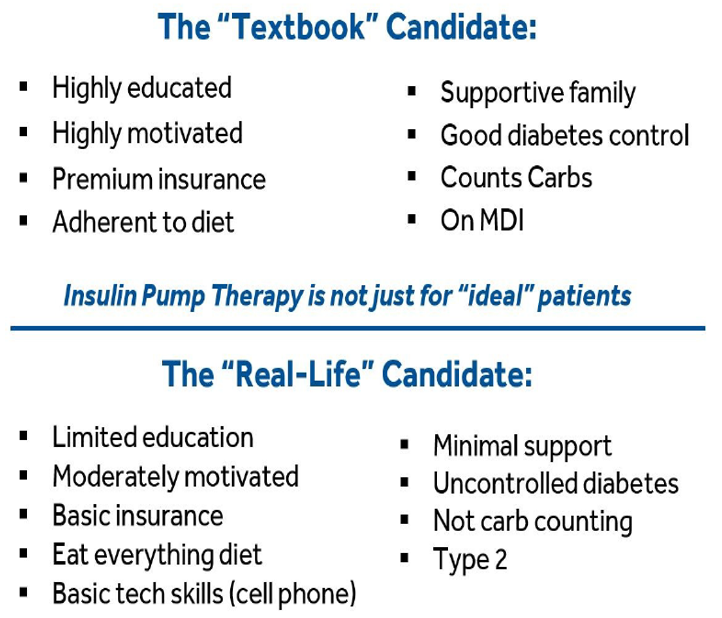 The “Textbook” Candidate:
▪ Highly educated
▪ Highly motivated
▪ Premium insurance
▪ Adherent to diet
▪ Supportive family
▪ Good diabetes control
▪ Counts Carbs
▪ On MDI
Insulin Pump Therapy is not just for “ideal” patients
The “Real-Life” Candidate:
▪ Limited education
▪ Moderately motivated
▪ Basic insurance
▪ Eat everything diet
▪ Basic tech skills (cell phone)
▪ Minimal support
▪ Uncontrolled diabetes
▪ Not carb counting
▪ Type 2